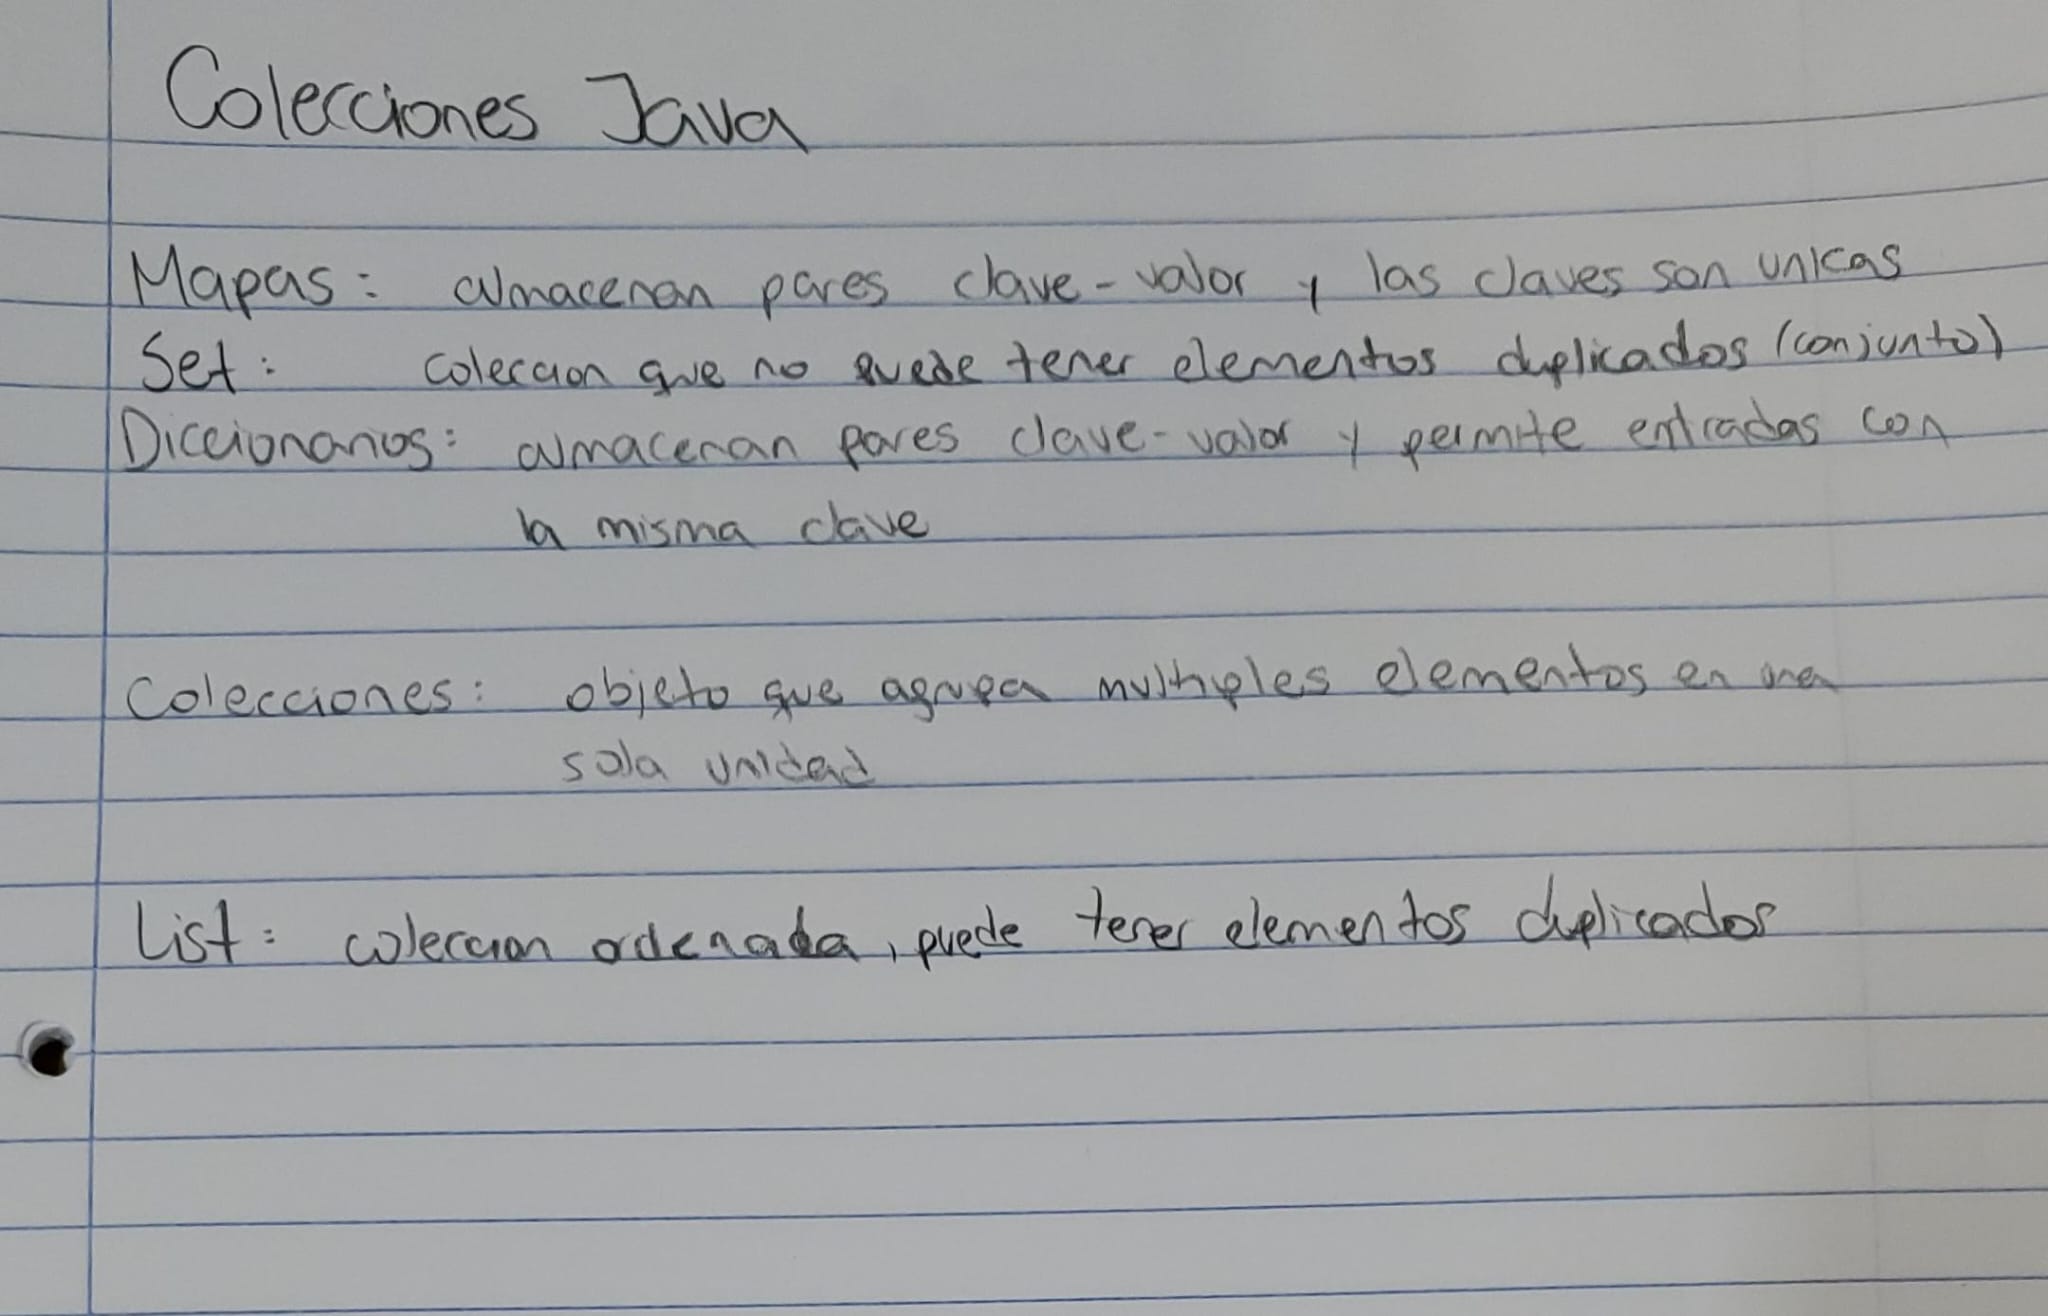 Colecciones Java
Mapas: almacenan pares clave-valor y las claves son unicas
Set: coleccion que no puede tener elementos duplicados (conjunto)
Diccionarios: almacenan pares clave-valor y permite entradas con
la misma clave
Colecciones: objeto que agrupa multiples elementos en una
sola unidad
List: coleccion ordenada, puede tener elementos duplicados